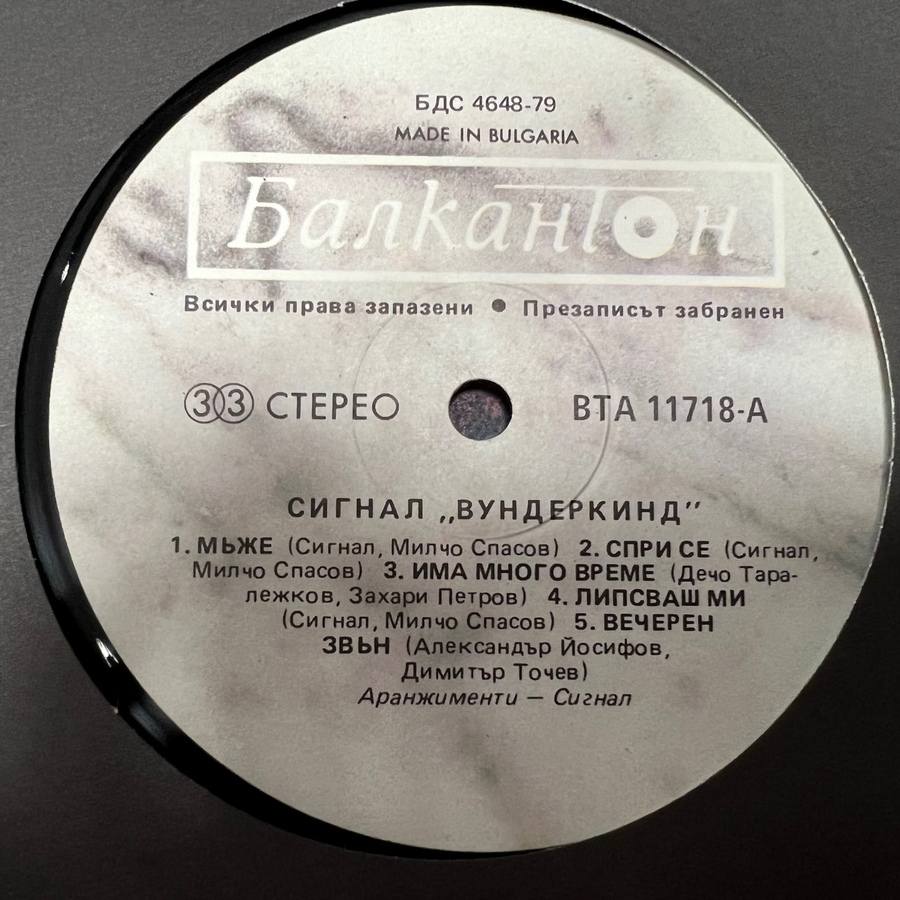 БДС 4648-79
MADE IN BULGARIA
Балкантон
Всички права запазени ● Презаписът забранен
33 СТЕРЕО ВТА 11718-А
СИГНАЛ „ВУНДЕРКИНД”
1. МЬЖЕ (Сигнал, Милчо Спасов) 2. СПРИ СЕ (Сигнал,
Милчо Спасов) 3. ИМА МНОГО ВРЕМЕ (Дечо Тара-
лежков, Захари Петров) 4. ЛИПСВАШ МИ
(Сигнал, Милчо Спасов) 5. ВЕЧЕРЕН
ЗВЬН (Александър Йосифов,
Димитър Точев)
Аранжименти — Сигнал